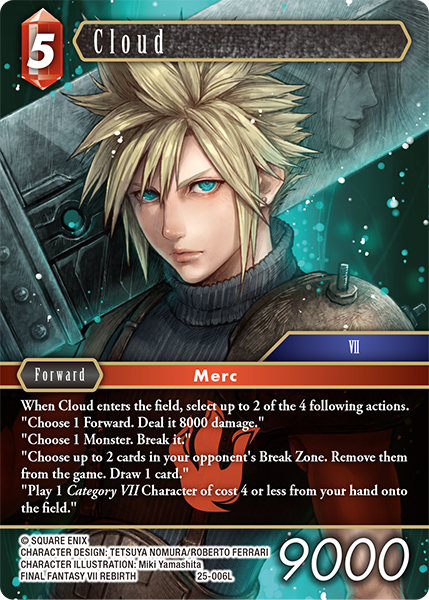 5
Cloud
VII
Forward
Merc
When Cloud enters the field, select up to 2 of the 4 following actions.
"Choose 1 Forward. Deal it 8000 damage."
"Choose 1 Monster. Break it."
"Choose up to 2 cards in your opponent's Break Zone. Remove them
from the game. Draw 1 card."
"Play 1 Category VII Character of cost 4 or less from your hand onto
the field."
© SQUARE ENIX
CHARACTER DESIGN: TETSUYA NOMURA/ROBERTO FERRARI
CHARACTER ILLUSTRATION: Miki Yamashita
FINAL FANTASY VII REBIRTH
25-006L
9000